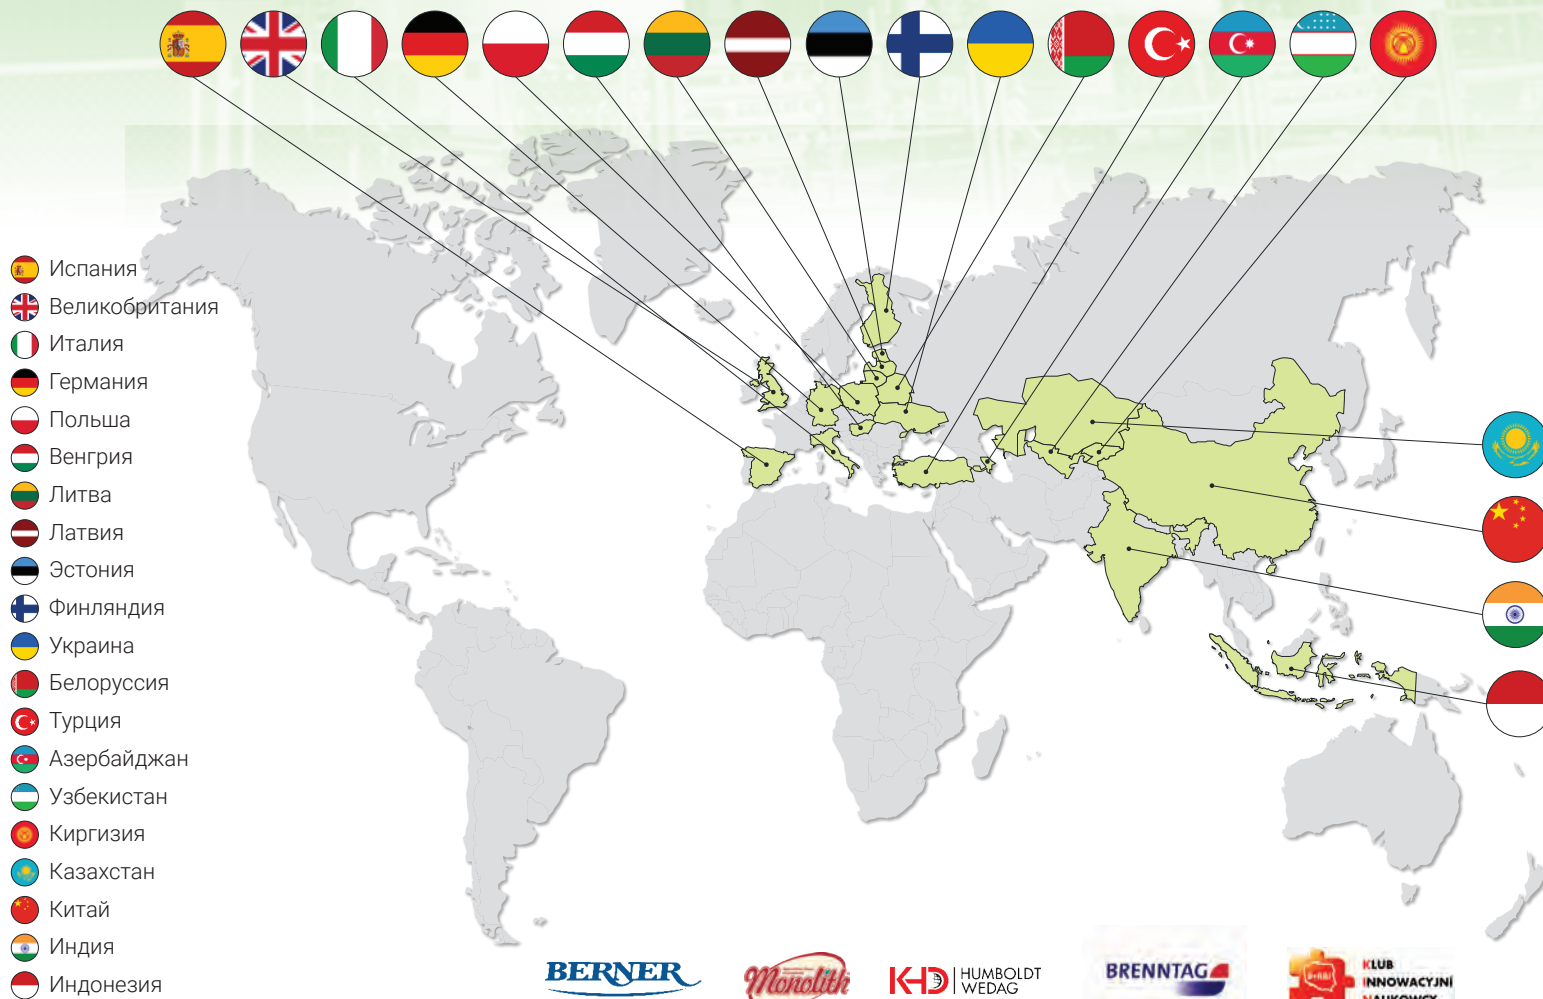 Испания
Великобритания
Италия
Германия
Польша
Венгрия
Литва
Латвия
Эстония
Финляндия
Украина
Белоруссия
Турция
Азербайджан
Узбекистан
Киргизия
Казахстан
Китай
Индия
Индонезия
BERNER
Monolith
KHD HUMBOLDT
WEDAG
BRENNTAG
KLUB
INNOWACYJNI
NAUKOWCY